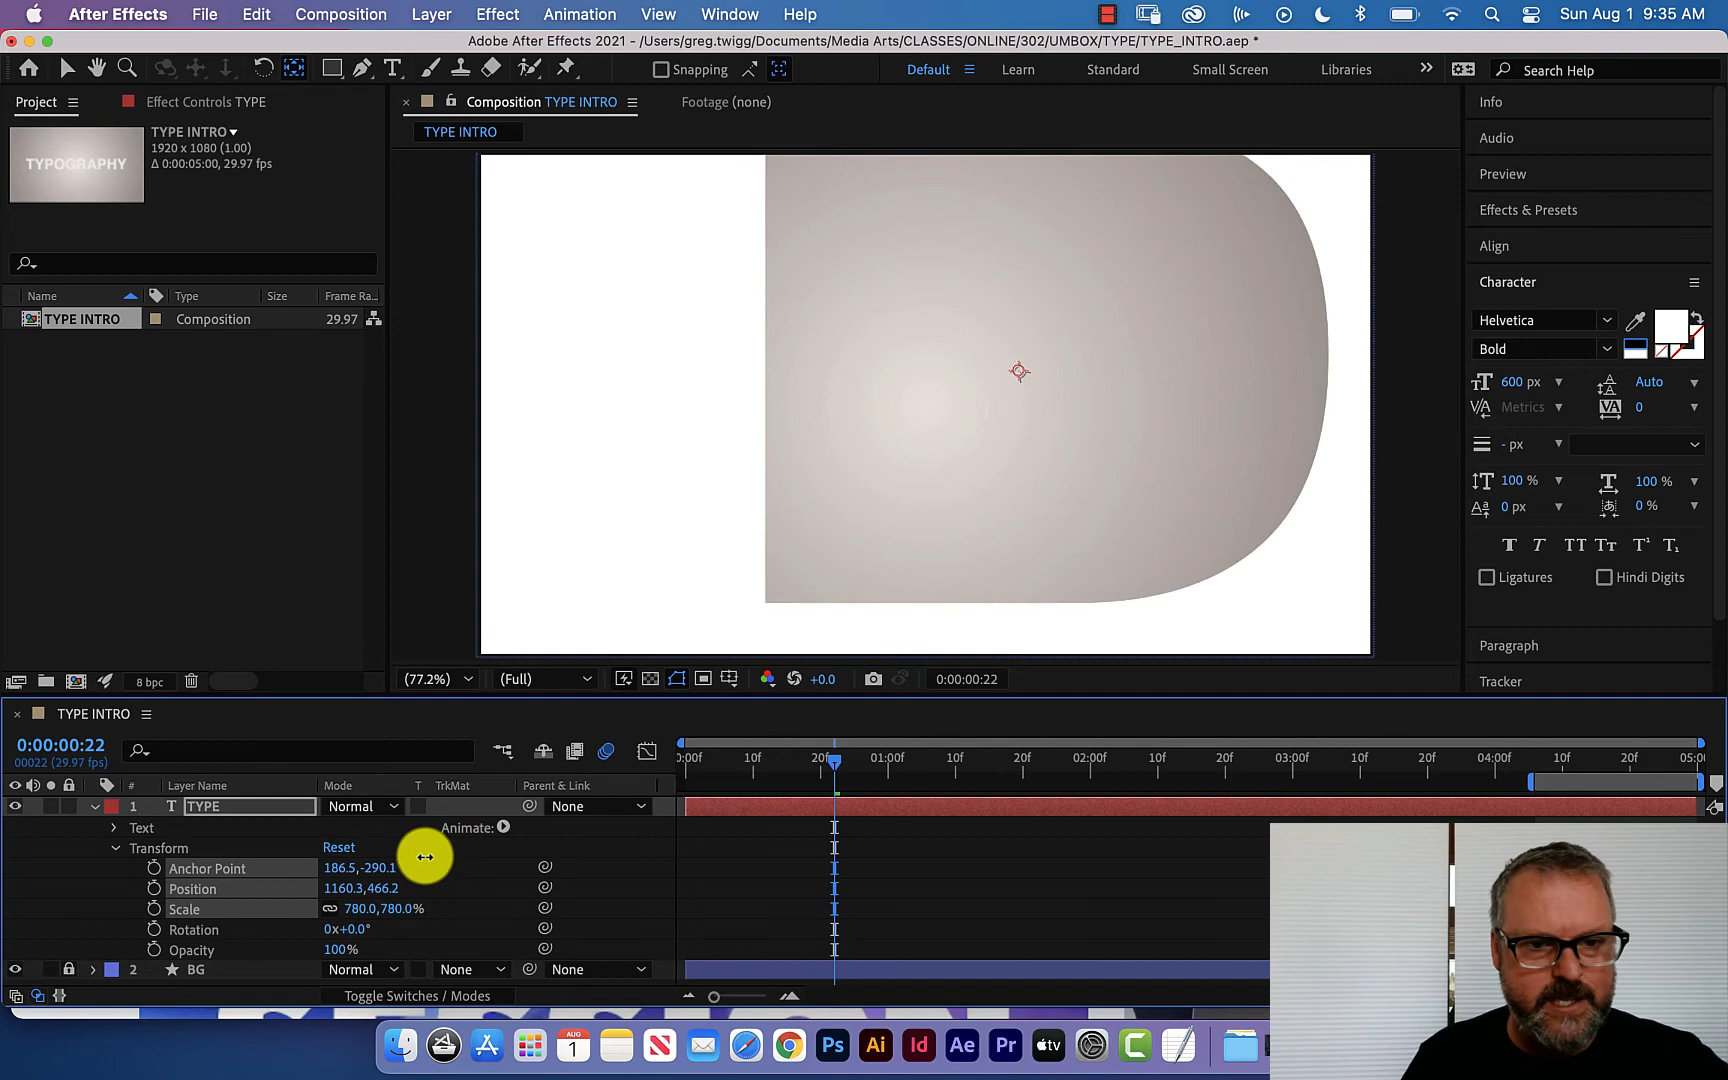 After Effects File Edit Composition Layer Effect Animation View Window Help Sun Aug 1 9:35 AM
Adobe After Effects 2021 - /Users/greg.twigg/Documents/Media Arts/CLASSES/ONLINE/302/UMBOX/TYPE/TYPE_INTRO.aep *
Snapping Default Learn Standard Small Screen Libraries Search Help
Project Effect Controls TYPE Composition TYPE INTRO Footage (none) Info
TYPE INTRO
1920 x 1080 (1.00)
Δ 0:00:05:00, 29.97 fps
TYPOGRAPHY
TYPE INTRO
Audio
Preview
Effects & Presets
Align
Character
Name Type Size Frame Ra...
TYPE INTRO Composition 29.97
Helvetica
Bold
600 px Auto
Metrics 0
- px
100 % 100 %
0 px 0 %
Ligatures Hindi Digits
Paragraph
Tracker
8 bpc (77.2%) (Full) +0.0 0:00:00:22
TYPE INTRO
0:00:00:22
00022 (29.97 fps)
0:00f 10f 20f 01:00f 10f 20f 02:00f 10f 20f 03:00f 10f 20f 04:00f 10f 20f 05:00
# Layer Name Mode T TrkMat Parent & Link
1 T TYPE Normal None
Text Animate:
Transform Reset
Anchor Point 186.5,-290.1
Position 1160.3,466.2
Scale 780.0,780.0%
Rotation 0x+0.0°
Opacity 100%
2 BG Normal None None
Toggle Switches / Modes
AUG
1
Ps Ai Id Ae Pr tv